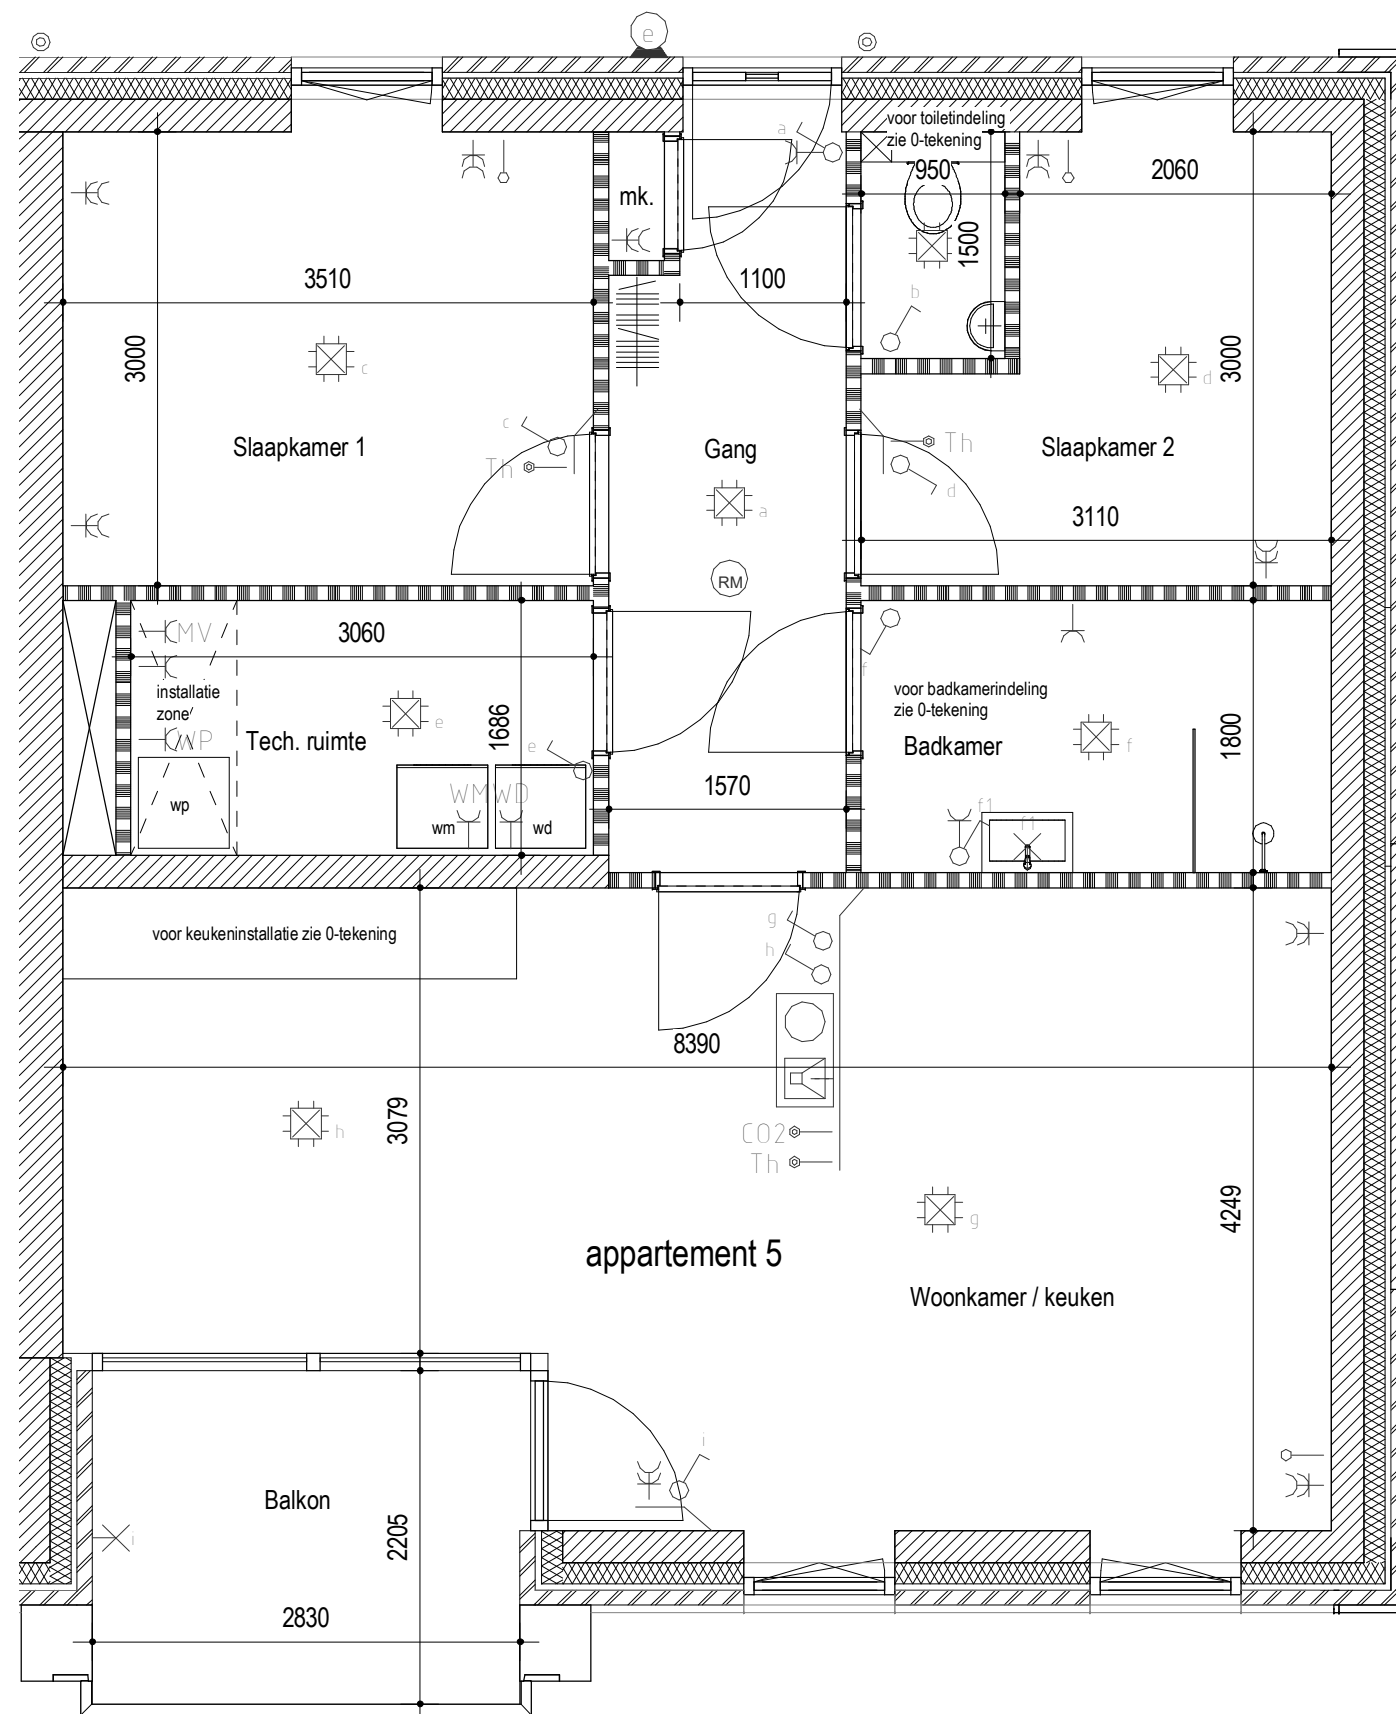 e
a
voor toiletindeling
zie 0-tekening
950
2060
mk.
1500
3510
1100
b
3000
3000
c
d
c
Slaapkamer 1
Gang
Th
Slaapkamer 2
Th
d
a
3110
RM
MV
3060
f
installatie
zone
voor badkamerindeling
zie 0-tekening
1686
e
WP
Tech. ruimte
e
Badkamer
f
1800
1570
WM WD
f1
f1
wp
wm
wd
g
voor keukeninstallatie zie 0-tekening
h
8390
3079
h
CO2
Th
4249
g
appartement 5
Woonkamer / keuken
i
Balkon
2205
i
2830